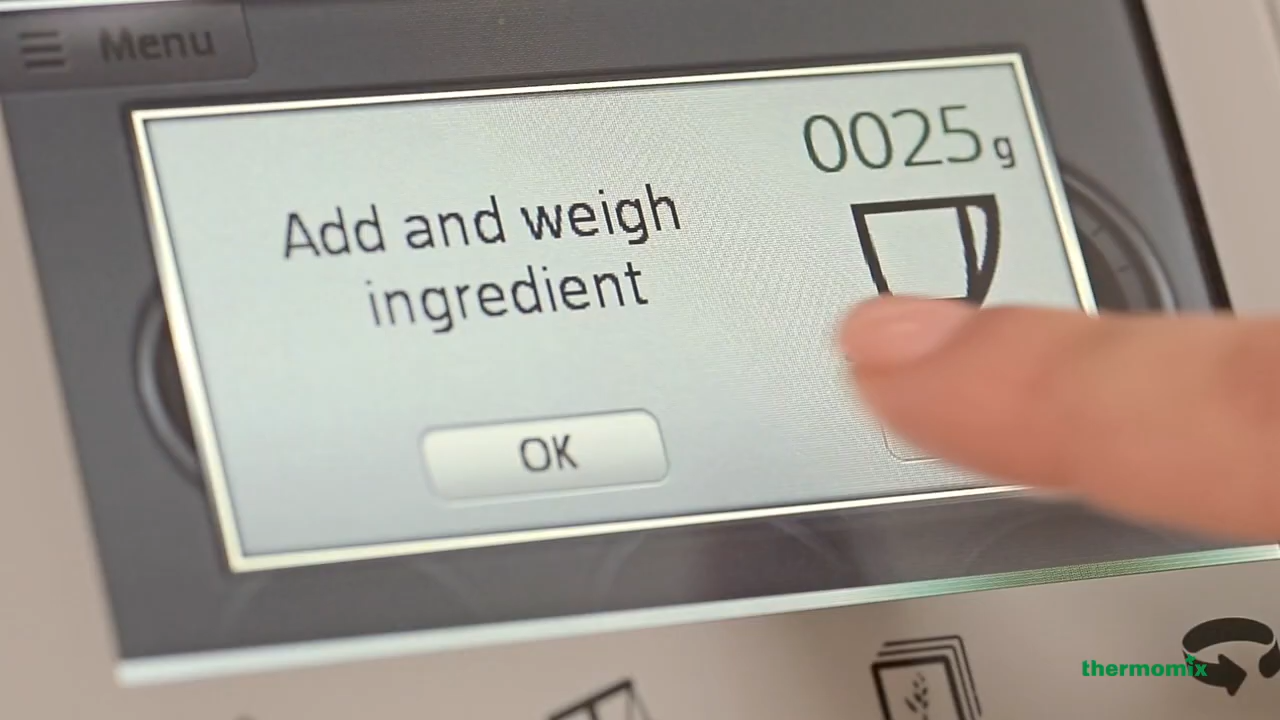 Menu
0025 g
Add and weigh
ingredient
OK
thermomix